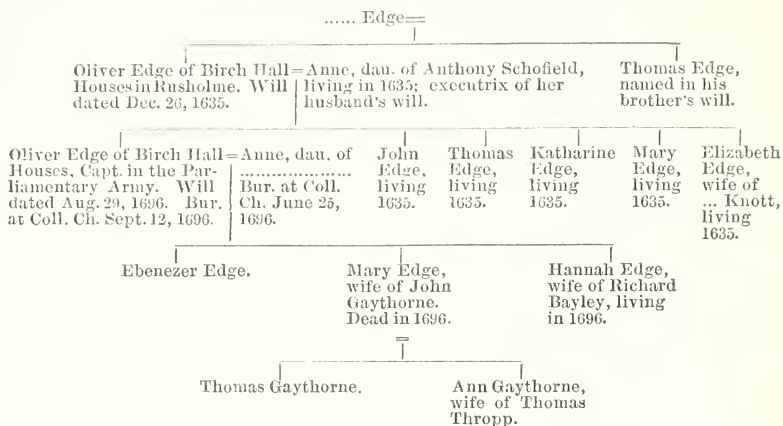 ...... Edge=
Oliver Edge of Birch Hall=Anne, dau. of Anthony Schofield,
Houses in Rusholme. Will living in 1635; executrix of her
dated Dec. 26, 1635. husband's will.
Thomas Edge,
named in his
brother's will.
Oliver Edge of Birch Hall=Anne, dau. of
Houses, Capt. in the Par- .....................
liamentary Army. Will Bur. at Coll.
dated Aug. 29, 1696. Bur. Ch. June 25,
at Coll. Ch. Sept. 12, 1696. 1696.
John
Edge,
living
1635.
Thomas
Edge,
living
1635.
Katharine
Edge,
living
1635.
Mary
Edge,
living
1635.
Elizabeth
Edge,
wife of
... Knott,
living
1635.
Ebenezer Edge.
Mary Edge,
wife of John
Gaythorne.
Dead in 1696.
Hannah Edge,
wife of Richard
Bayley, living
in 1696.
=
Thomas Gaythorne.
Ann Gaythorne,
wife of Thomas
Thropp.